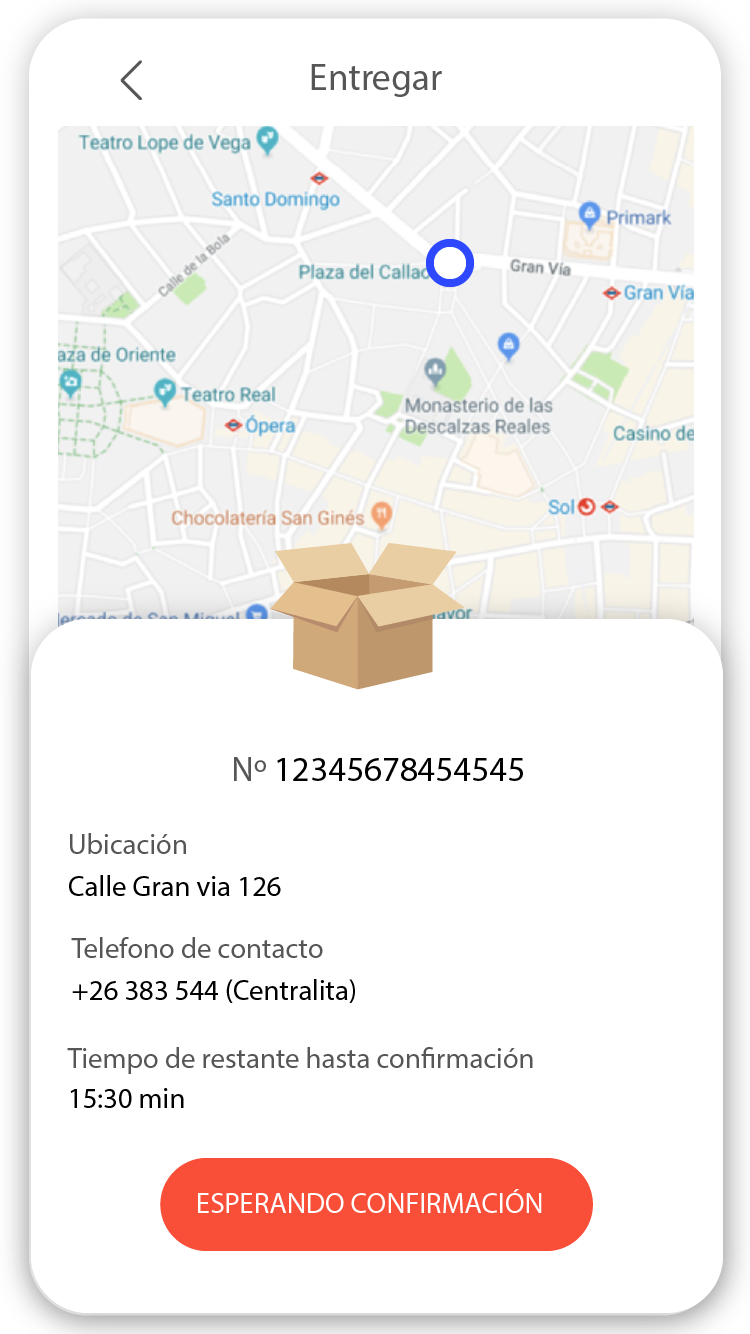 Entregar
Teatro Lope de Vega
Santo Domingo
Primark
Calle de la Bola
Plaza del Callao
Gran Vía
Gran Vía
aza de Oriente
Teatro Real
Ópera
Monasterio de las
Descalzas Reales
Casino de
Sol
Chocolatería San Ginés
Mercado de San Miguel
ayor
Nº 12345678454545
Ubicación
Calle Gran via 126
Telefono de contacto
+26 383 544 (Centralita)
Tiempo de restante hasta confirmación
15:30 min
ESPERANDO CONFIRMACIÓN